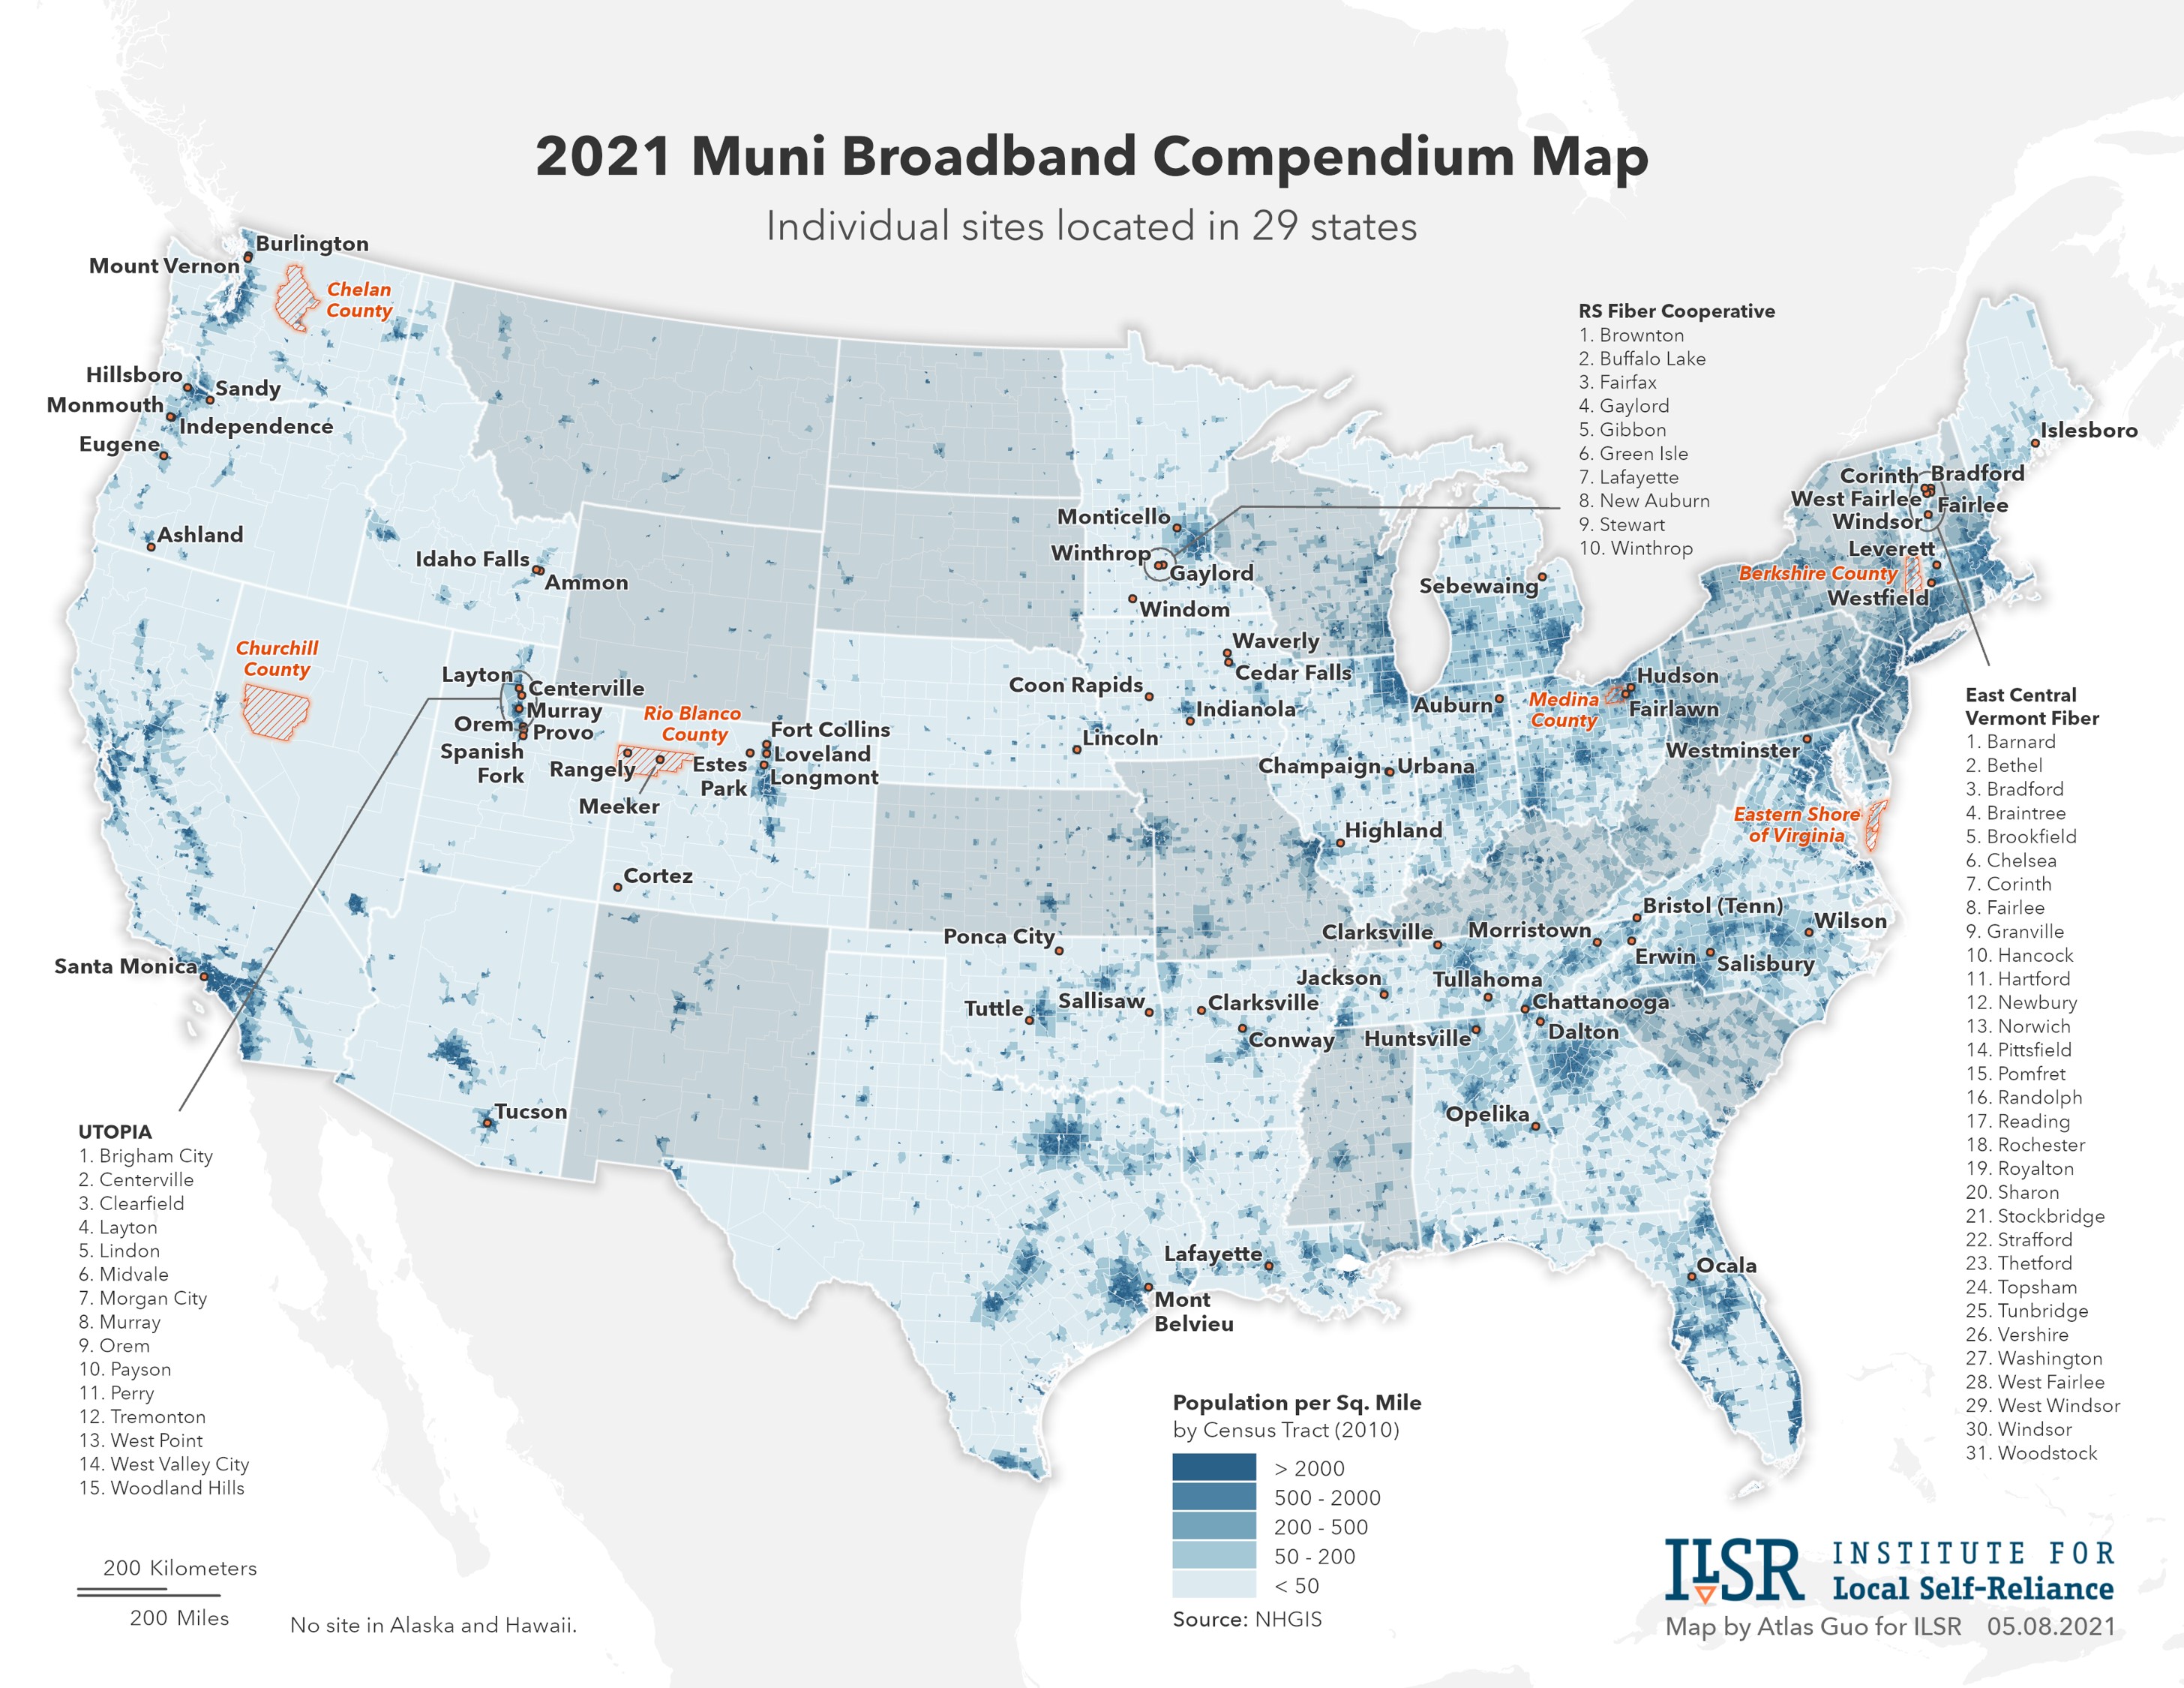 2021 Muni Broadband Compendium Map
Individual sites located in 29 states
Burlington
Mount Vernon
Chelan
County
Hillsboro
Sandy
Monmouth
Independence
Eugene
Ashland
Idaho Falls
Ammon
Churchill
County
Layton
Centerville
Murray
Orem
Provo
Spanish
Fork
Rio Blanco
County
Rangely
Meeker
Fort Collins
Loveland
Estes
Park
Longmont
Cortez
Santa Monica
Tucson
Monticello
Winthrop
Gaylord
Windom
Waverly
Cedar Falls
Coon Rapids
Indianola
Lincoln
Sebewaing
Auburn
Medina
County
Hudson
Fairlawn
Champaign
Urbana
Highland
Westminster
Eastern Shore
of Virginia
Islesboro
Corinth
Bradford
West Fairlee
Fairlee
Windsor
Leverett
Berkshire County
Westfield
Ponca City
Tuttle
Sallisaw
Clarksville
Conway
Clarksville
Morristown
Bristol (Tenn)
Wilson
Erwin
Salisbury
Jackson
Tullahoma
Chattanooga
Huntsville
Dalton
Opelika
Lafayette
Mont
Belvieu
Ocala
RS Fiber Cooperative
1. Brownton
2. Buffalo Lake
3. Fairfax
4. Gaylord
5. Gibbon
6. Green Isle
7. Lafayette
8. New Auburn
9. Stewart
10. Winthrop
East Central
Vermont Fiber
1. Barnard
2. Bethel
3. Bradford
4. Braintree
5. Brookfield
6. Chelsea
7. Corinth
8. Fairlee
9. Granville
10. Hancock
11. Hartford
12. Newbury
13. Norwich
14. Pittsfield
15. Pomfret
16. Randolph
17. Reading
18. Rochester
19. Royalton
20. Sharon
21. Stockbridge
22. Strafford
23. Thetford
24. Topsham
25. Tunbridge
26. Vershire
27. Washington
28. West Fairlee
29. West Windsor
30. Windsor
31. Woodstock
UTOPIA
1. Brigham City
2. Centerville
3. Clearfield
4. Layton
5. Lindon
6. Midvale
7. Morgan City
8. Murray
9. Orem
10. Payson
11. Perry
12. Tremonton
13. West Point
14. West Valley City
15. Woodland Hills
200 Kilometers
200 Miles
No site in Alaska and Hawaii.
Population per Sq. Mile
by Census Tract (2010)
> 2000
500 - 2000
200 - 500
50 - 200
< 50
Source: NHGIS
ILSR
INSTITUTE FOR
Local Self-Reliance
Map by Atlas Guo for ILSR 05.08.2021